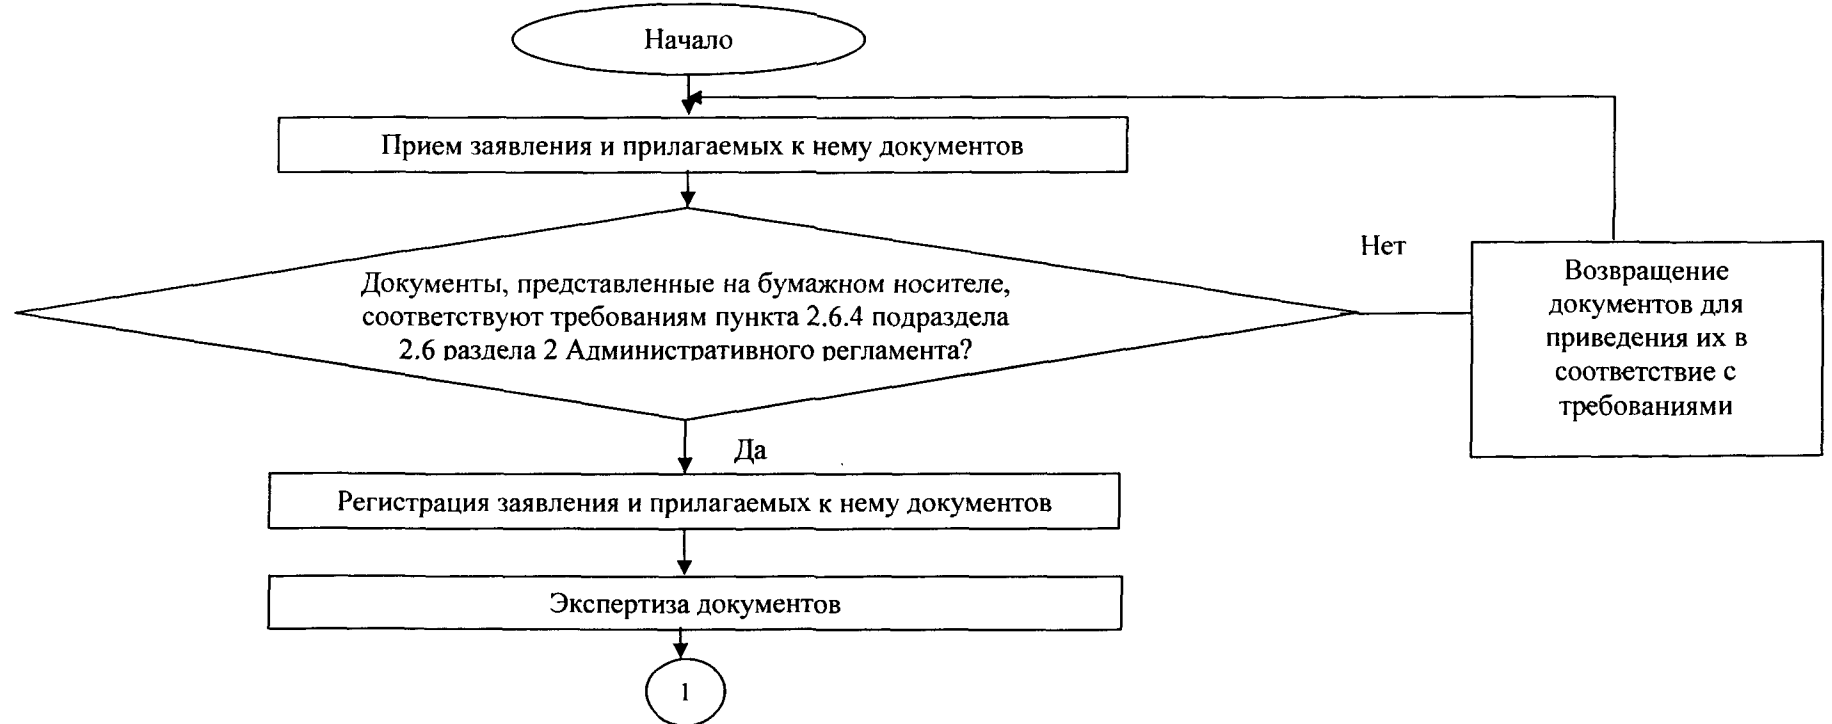 Начало
Прием заявления и прилагаемых к нему документов
Документы, представленные на бумажном носителе,
соответствуют требованиям пункта 2.6.4 подраздела
2.6 раздела 2 Административного регламента?
Нет
Возвращение
документов для
приведения их в
соответствие с
требованиями
Да
Регистрация заявления и прилагаемых к нему документов
Экспертиза документов
1